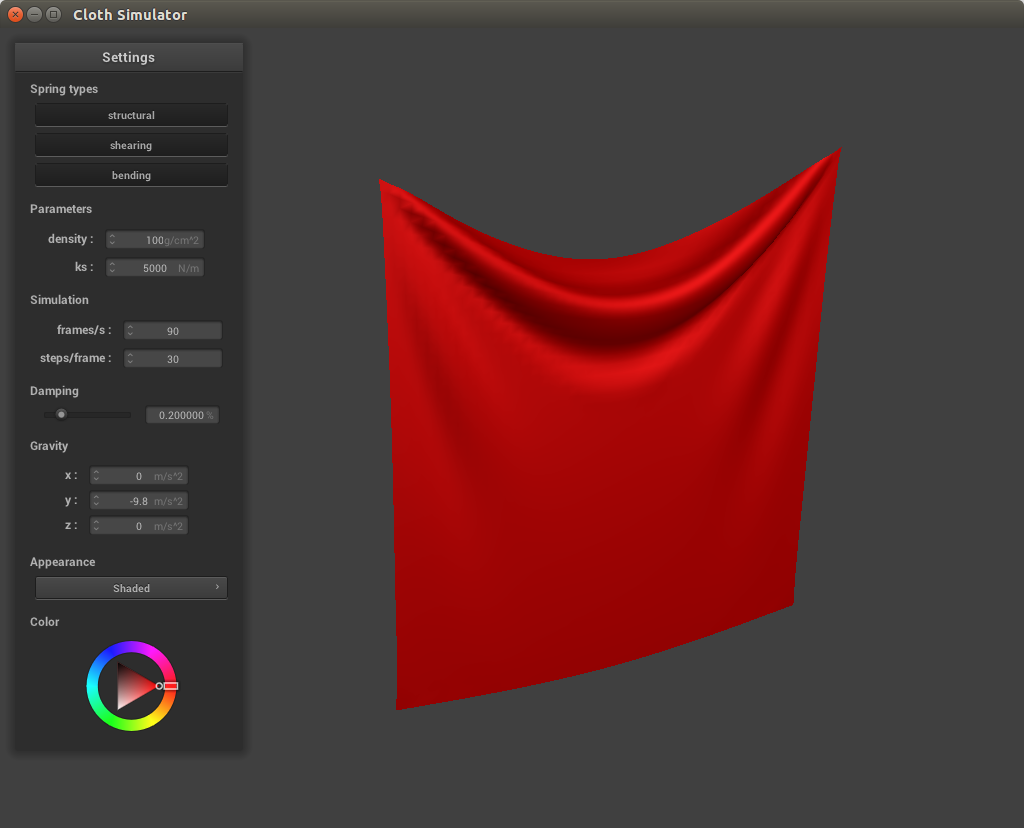 Cloth Simulator
Settings
Spring types
structural
shearing
bending
Parameters
density : 100g/cm^2
ks : 5000 N/m
Simulation
frames/s : 90
steps/frame : 30
Damping
0.200000 %
Gravity
x : 0 m/s^2
y : -9.8 m/s^2
z : 0 m/s^2
Appearance
Shaded
Color